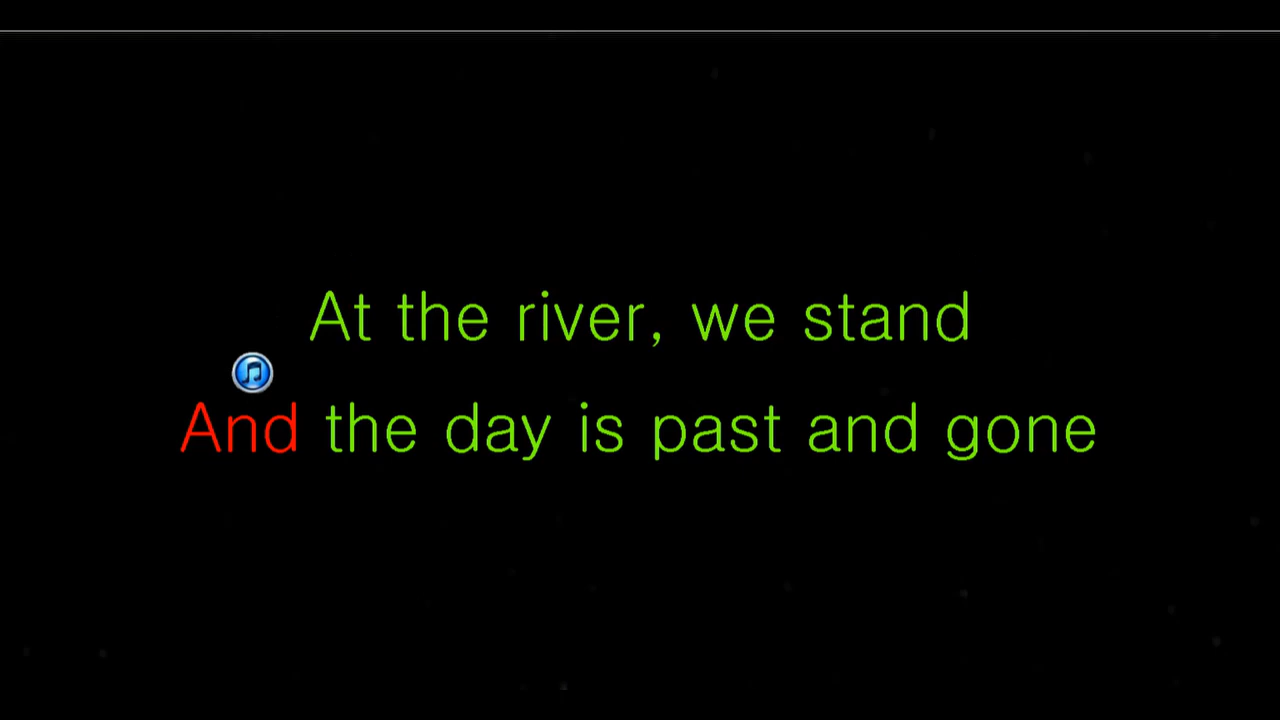 At the river, we stand
And the day is past and gone